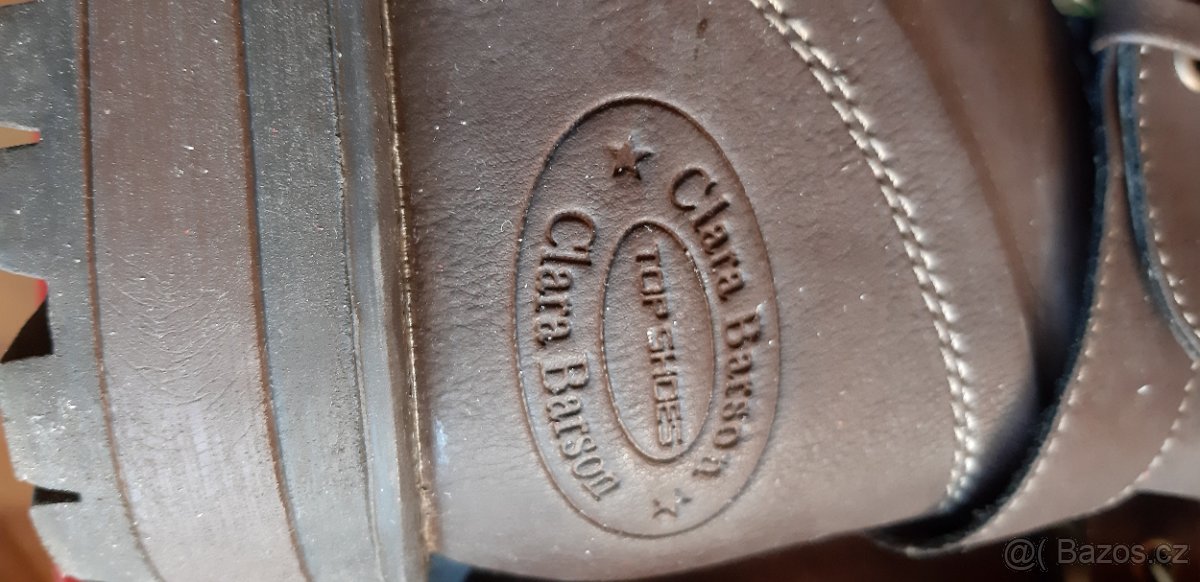 Clara Barson
TOP SHOES
Clara Barson
@( Bazos.cz